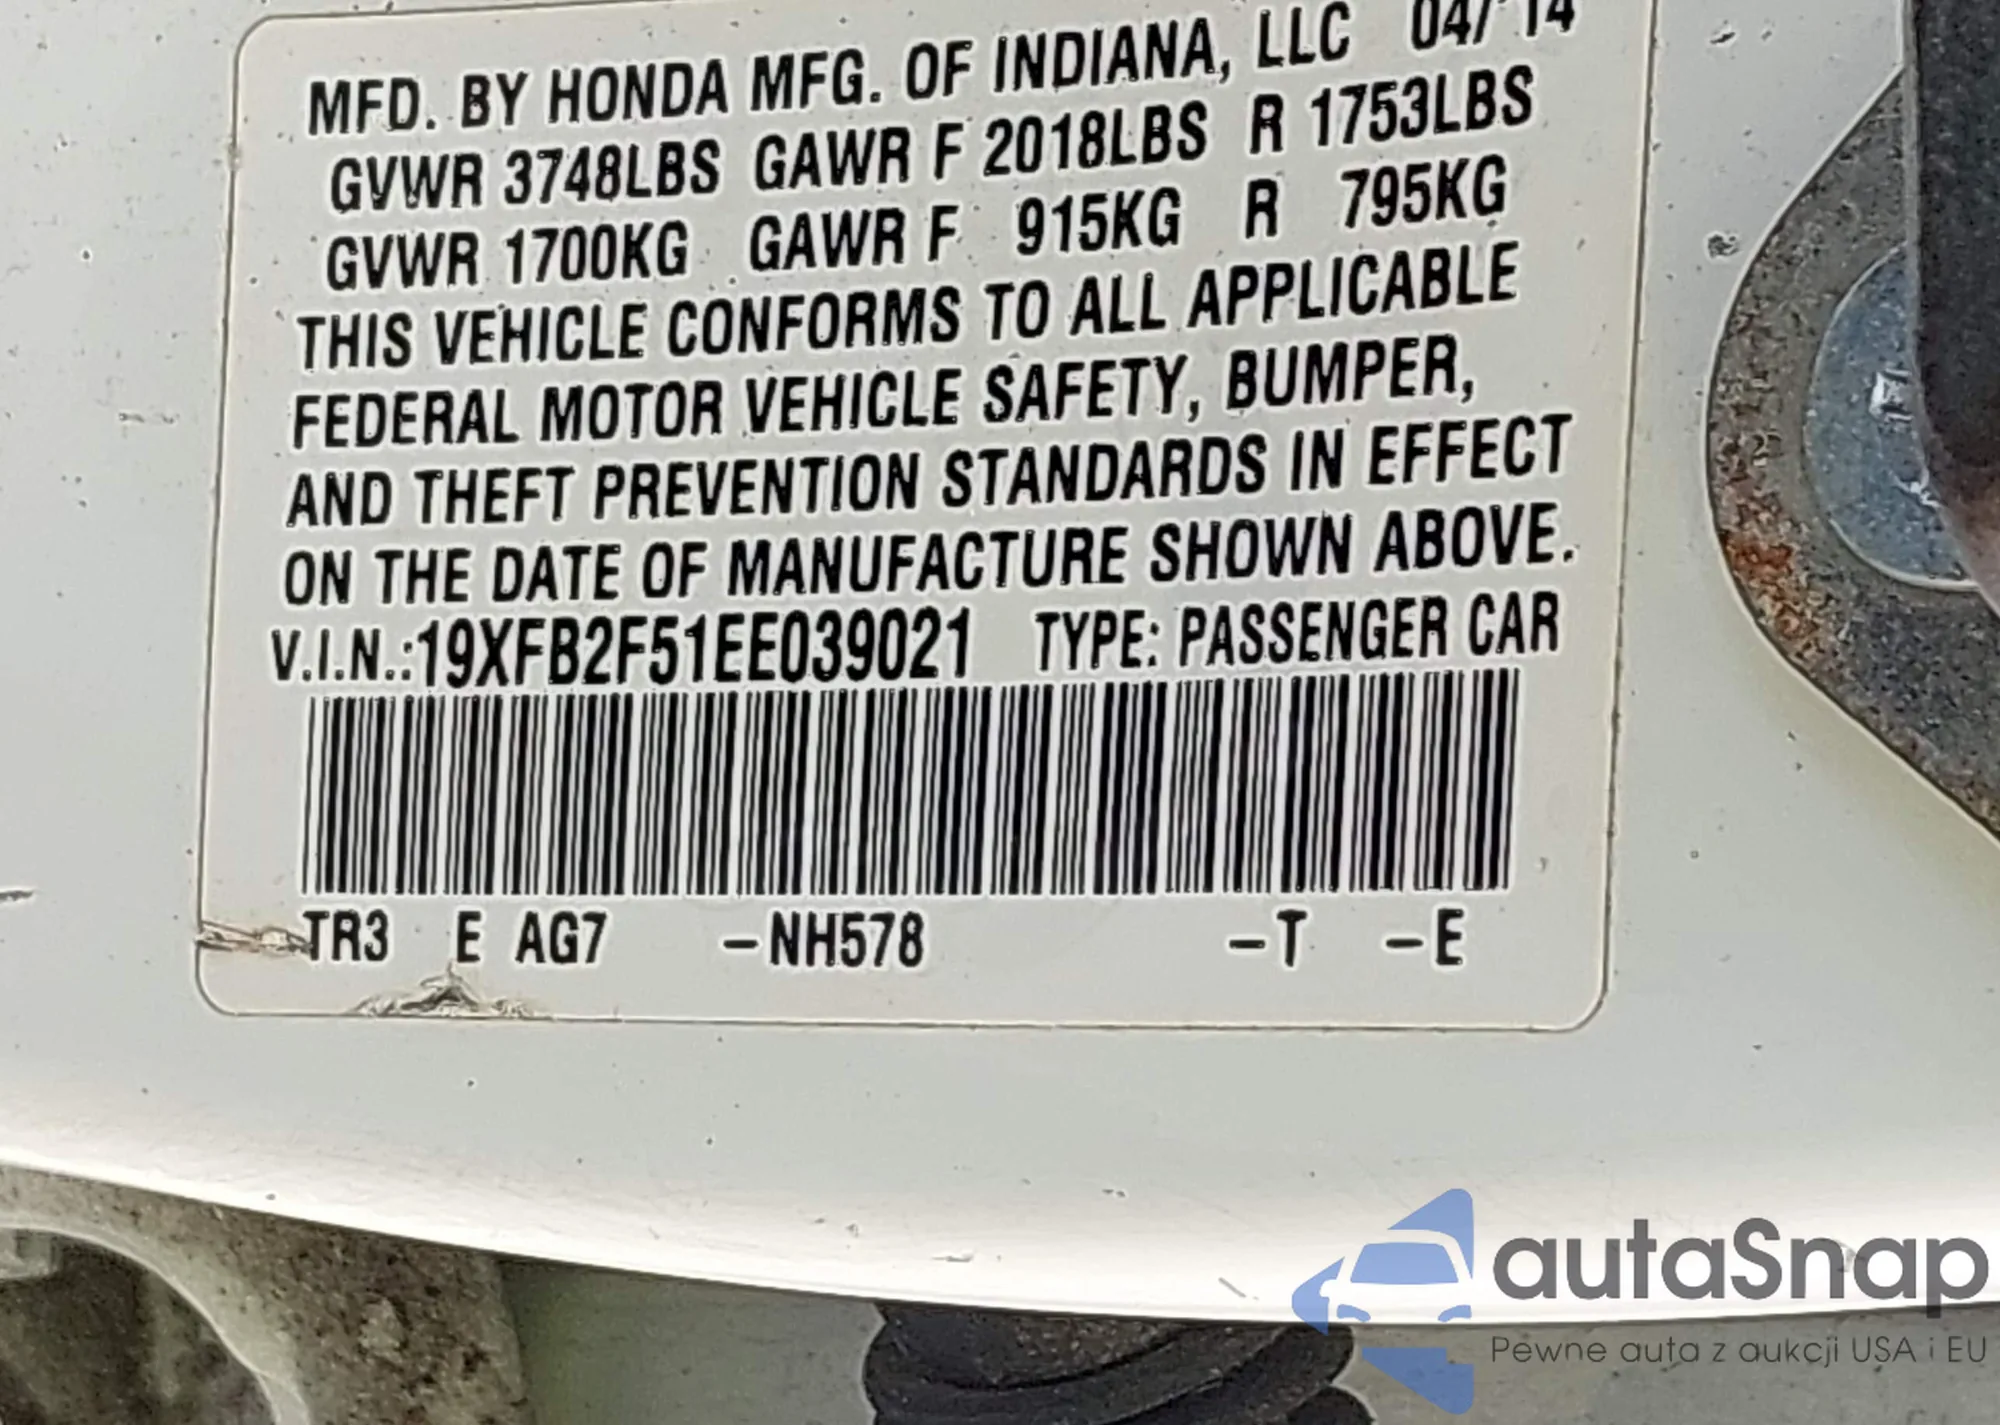 MFD. BY HONDA MFG. OF INDIANA, LLC 04/ 14
GVWR 3748LBS GAWR F 2018LBS R 1753LBS
GVWR 1700KG GAWR F 915KG R 795KG
THIS VEHICLE CONFORMS TO ALL APPLICABLE
FEDERAL MOTOR VEHICLE SAFETY, BUMPER,
AND THEFT PREVENTION STANDARDS IN EFFECT
ON THE DATE OF MANUFACTURE SHOWN ABOVE.
V.I.N.:19XFB2F51EE039021 TYPE: PASSENGER CAR
TR3 E AG7 –NH578 –T –E
autaSnap
Pewne auta z aukcji USA i EU